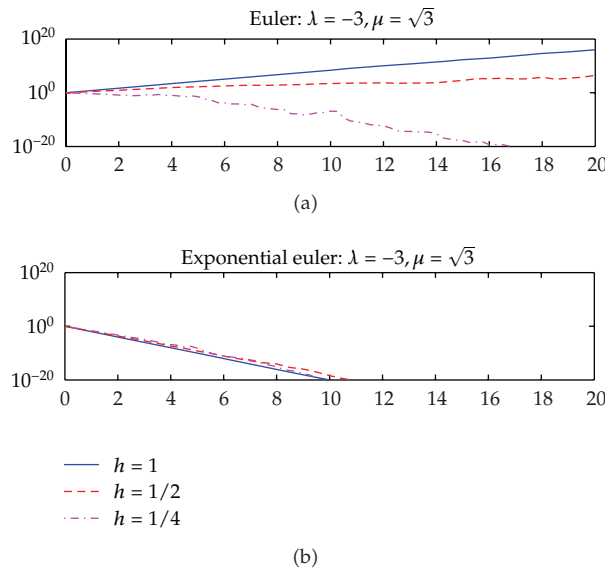 Euler: λ = −3, μ = √3
10^20
10^0
10^−20
0 2 4 6 8 10 12 14 16 18 20
(a)
Exponential euler: λ = −3, μ = √3
10^20
10^0
10^−20
0 2 4 6 8 10 12 14 16 18 20
h = 1
h = 1/2
h = 1/4
(b)